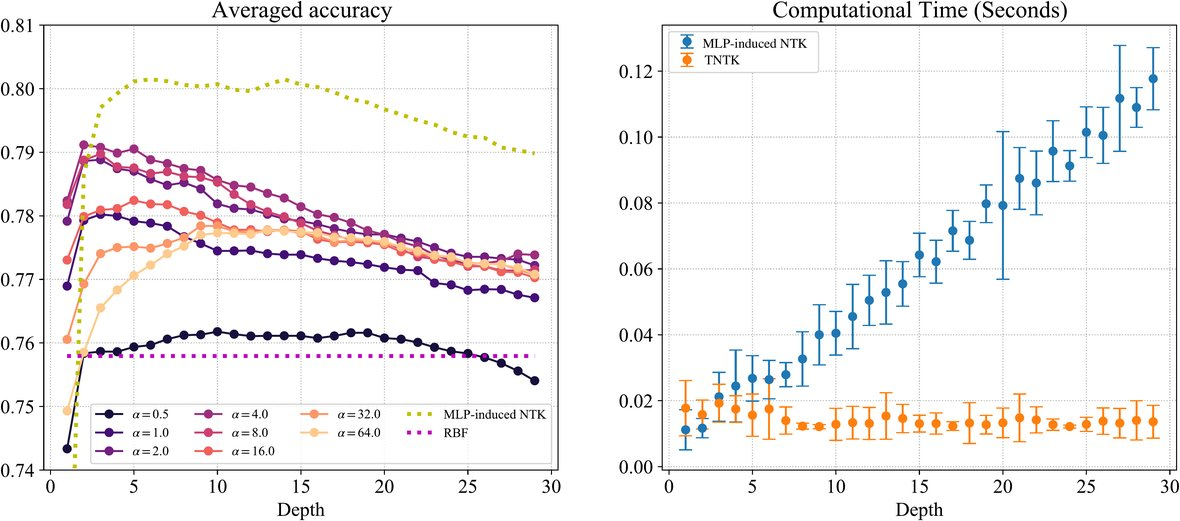 Averaged accuracy
0.81
0.80
0.79
0.78
0.77
0.76
0.75
0.74
α = 0.5
α = 1.0
α = 2.0
α = 4.0
α = 8.0
α = 16.0
α = 32.0
α = 64.0
MLP-induced NTK
RBF
0 5 10 15 20 25 30
Depth
Computational Time (Seconds)
MLP-induced NTK
TNTK
0.12
0.10
0.08
0.06
0.04
0.02
0.00
0 5 10 15 20 25 30
Depth